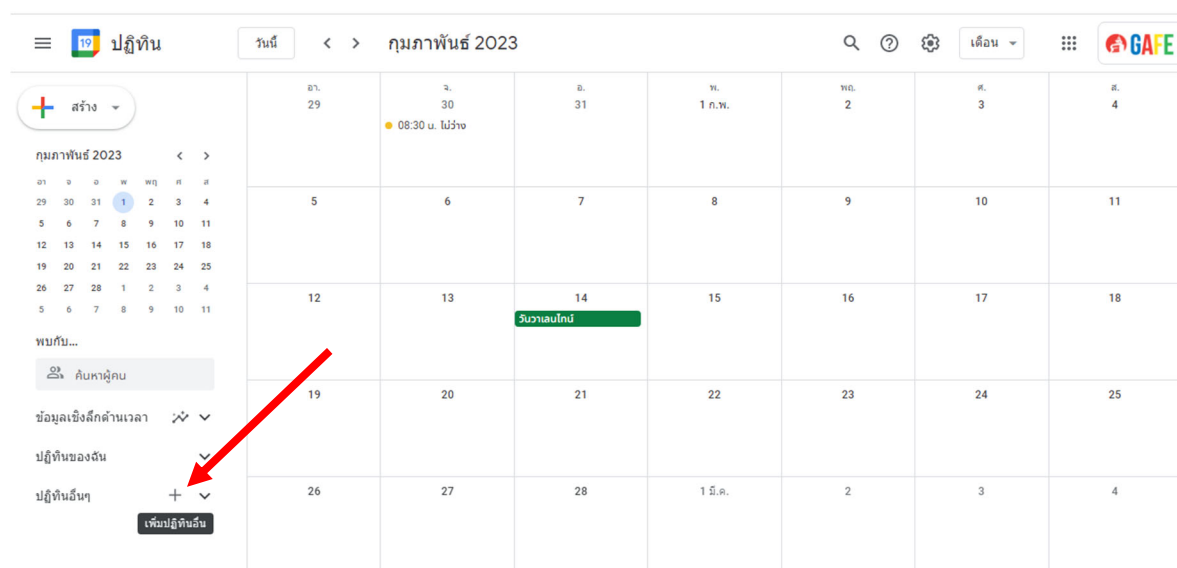 19 ปฏิทิน วันนี้ กุมภาพันธ์ 2023 เดือน GAFE
สร้าง
กุมภาพันธ์ 2023
อา จ อ พ พฤ ศ ส
29 30 31 1 2 3 4
5 6 7 8 9 10 11
12 13 14 15 16 17 18
19 20 21 22 23 24 25
26 27 28 1 2 3 4
5 6 7 8 9 10 11
พบกับ...
ค้นหาผู้คน
ข้อมูลเชิงลึกด้านเวลา
ปฏิทินของฉัน
ปฏิทินอื่นๆ
เพิ่มปฏิทินอื่น
อา. จ. อ. พ. พฤ. ศ. ส.
29 30 31 1 ก.พ. 2 3 4
08:30 น. ไม่ว่าง
5 6 7 8 9 10 11
12 13 14 15 16 17 18
วันวาเลนไทน์
19 20 21 22 23 24 25
26 27 28 1 มี.ค. 2 3 4